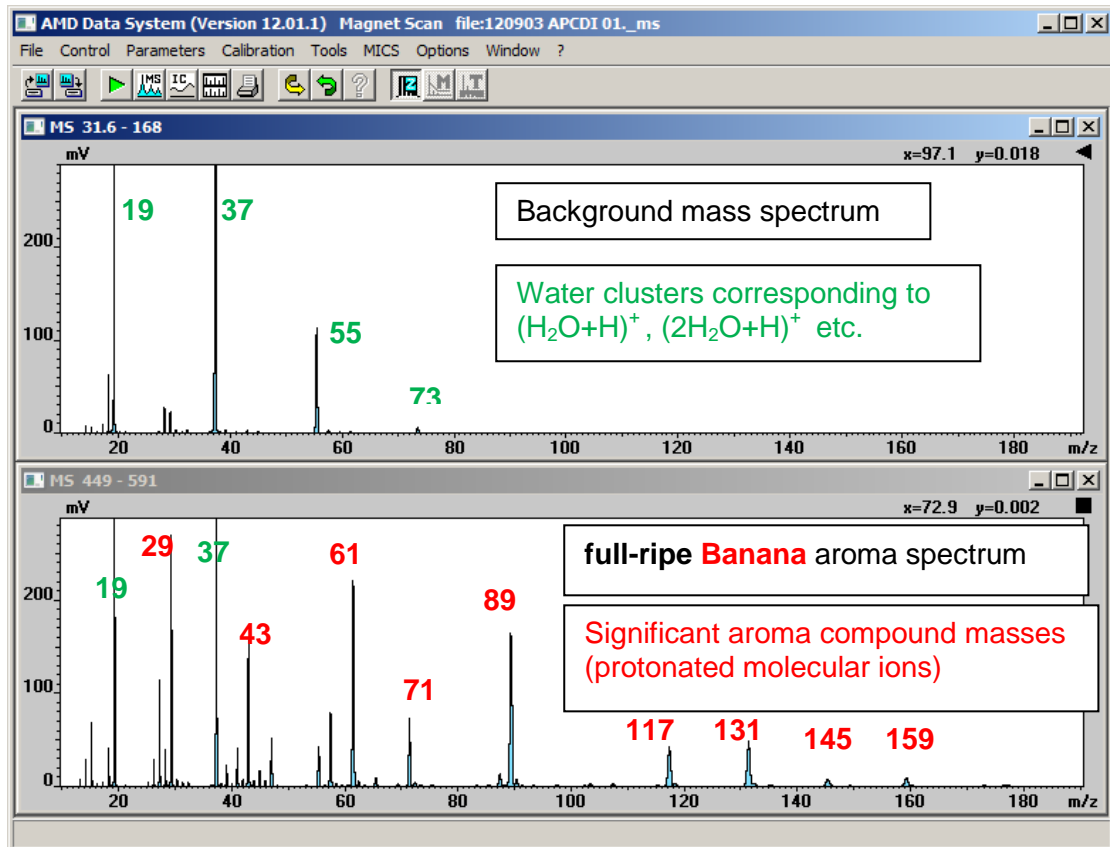 AMD Data System (Version 12.01.1) Magnet Scan file:120903 APCDI 01._ms
File Control Parameters Calibration Tools MICS Options Window ?
MS IC M T
MS 31.6 - 168
mV x=97.1 y=0.018
19 37
Background mass spectrum
200
Water clusters corresponding to
(H₂O+H)⁺ , (2H₂O+H)⁺ etc.
100
55
73
0
20 40 60 80 100 120 140 160 180 m/z
MS 449 - 591
mV x=72.9 y=0.002
29 37 61
full-ripe Banana aroma spectrum
19
200
89
43
Significant aroma compound masses
(protonated molecular ions)
71
100
117 131 145 159
0
20 40 60 80 100 120 140 160 180 m/z